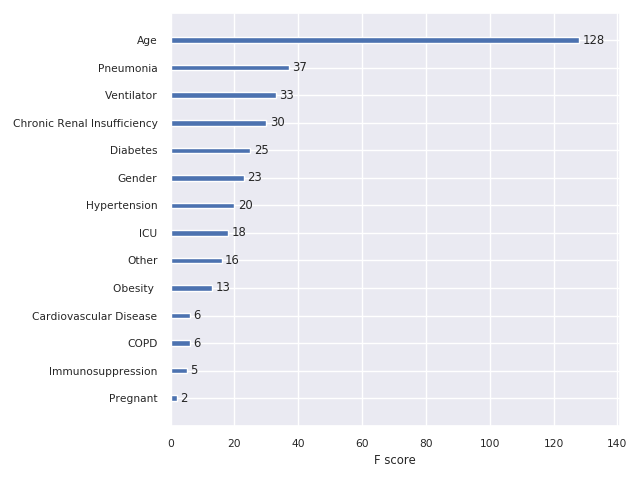 Age 128
Pneumonia 37
Ventilator 33
Chronic Renal Insufficiency 30
Diabetes 25
Gender 23
Hypertension 20
ICU 18
Other 16
Obesity 13
Cardiovascular Disease 6
COPD 6
Immunosuppression 5
Pregnant 2
0 20 40 60 80 100 120 140
F score